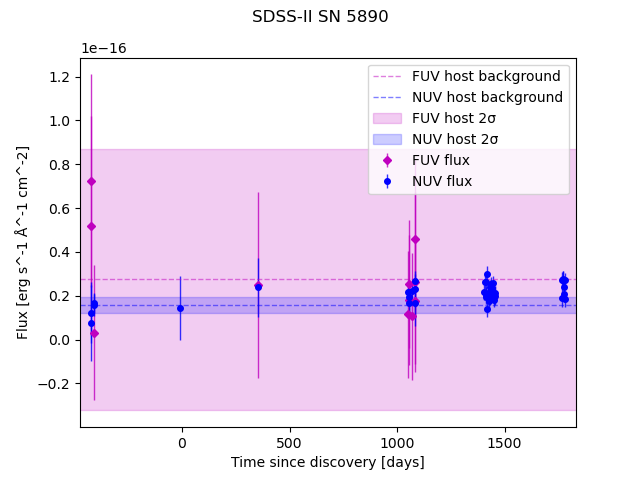 SDSS-II SN 5890
1e−16
FUV host background
NUV host background
FUV host 2σ
NUV host 2σ
FUV flux
NUV flux
1.2
1.0
0.8
0.6
0.4
0.2
0.0
−0.2
Flux [erg s^-1 Å^-1 cm^-2]
0 500 1000 1500
Time since discovery [days]